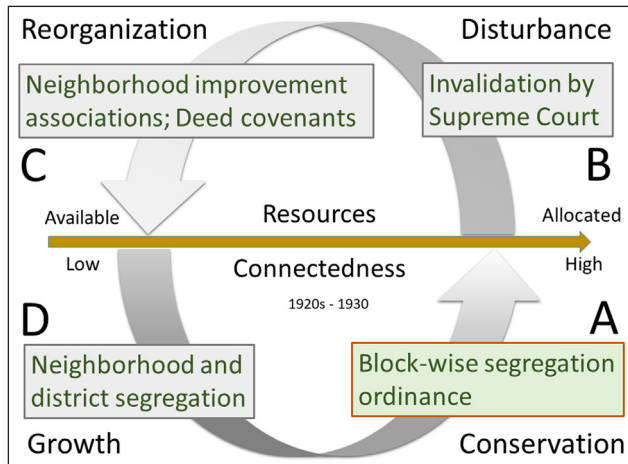 Reorganization
Disturbance
Neighborhood improvement
associations; Deed covenants
Invalidation by
Supreme Court
C
B
Available
Resources
Allocated
Low
Connectedness
High
1920s - 1930
D
A
Neighborhood and
district segregation
Block-wise segregation
ordinance
Growth
Conservation